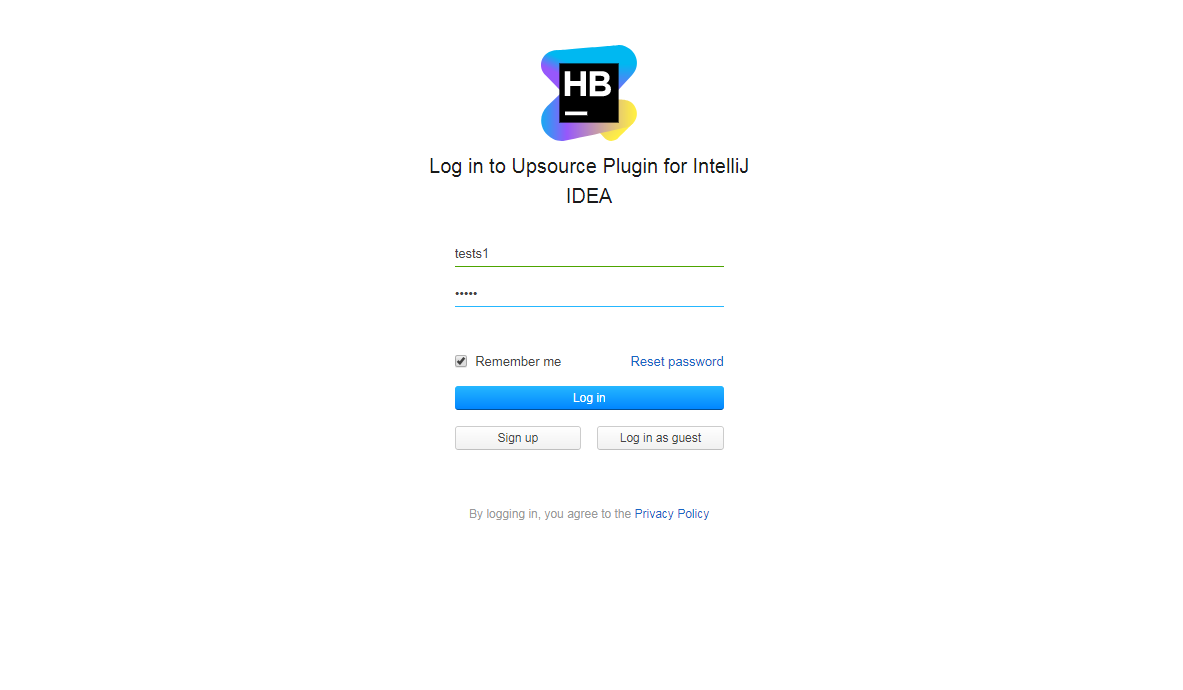 HB
Log in to Upsource Plugin for IntelliJ
IDEA
tests1
•••••
Remember me
Reset password
Log in
Sign up
Log in as guest
By logging in, you agree to the Privacy Policy